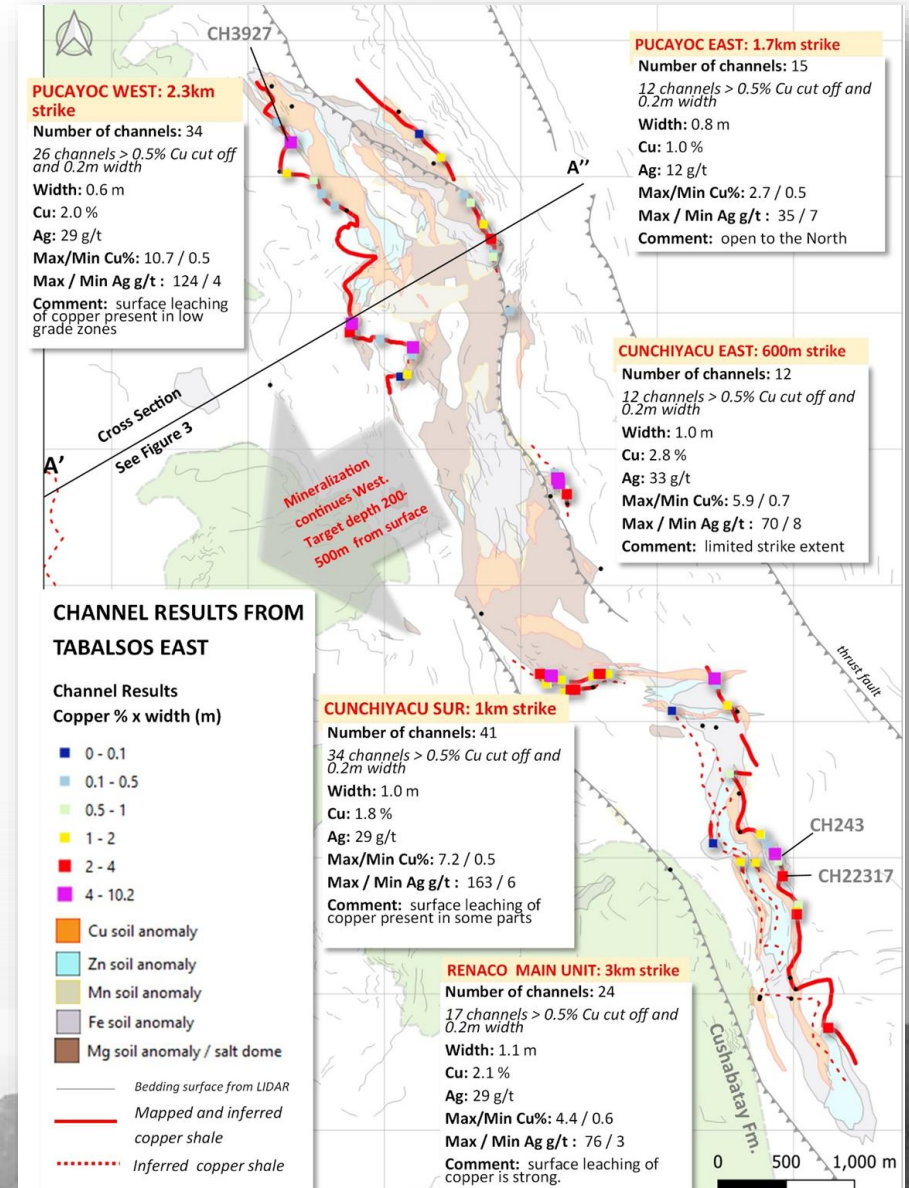 CH3927
PUCAYOC EAST: 1.7km strike
Number of channels: 15
12 channels > 0.5% Cu cut off and
0.2m width
Width: 0.8 m
Cu: 1.0 %
Ag: 12 g/t
Max/Min Cu%: 2.7 / 0.5
Max / Min Ag g/t : 35 / 7
Comment: open to the North
PUCAYOC WEST: 2.3km
strike
Number of channels: 34
26 channels > 0.5% Cu cut off
and 0.2m width
Width: 0.6 m
Cu: 2.0 %
Ag: 29 g/t
Max/Min Cu%: 10.7 / 0.5
Max / Min Ag g/t : 124 / 4
Comment: surface leaching
of copper present in low
grade zones
A’’
CUNCHIYACU EAST: 600m strike
Number of channels: 12
12 channels > 0.5% Cu cut off and
0.2m width
Width: 1.0 m
Cu: 2.8 %
Ag: 33 g/t
Max/Min Cu%: 5.9 / 0.7
Max / Min Ag g/t : 70 / 8
Comment: limited strike extent
Cross Section
See Figure 3
A’
Mineralization
continues West.
Target depth 200-
500m from surface
thrust fault
CHANNEL RESULTS FROM
TABALSOS EAST
Channel Results
Copper % x width (m)
0 - 0.1
0.1 - 0.5
0.5 - 1
1 - 2
2 - 4
4 - 10.2
Cu soil anomaly
Zn soil anomaly
Mn soil anomaly
Fe soil anomaly
Mg soil anomaly / salt dome
Bedding surface from LIDAR
Mapped and inferred
copper shale
Inferred copper shale
CUNCHIYACU SUR: 1km strike
Number of channels: 41
34 channels > 0.5% Cu cut off and
0.2m width
Width: 1.0 m
Cu: 1.8 %
Ag: 29 g/t
Max/Min Cu%: 7.2 / 0.5
Max / Min Ag g/t : 163 / 6
Comment: surface leaching of
copper present in some parts
CH243
CH22317
RENACO MAIN UNIT: 3km strike
Number of channels: 24
17 channels > 0.5% Cu cut off and
0.2m width
Width: 1.1 m
Cu: 2.1 %
Ag: 29 g/t
Max/Min Cu%: 4.4 / 0.6
Max / Min Ag g/t : 76 / 3
Comment: surface leaching of
copper is strong.
Cushabatay Fm.
0 500 1,000 m